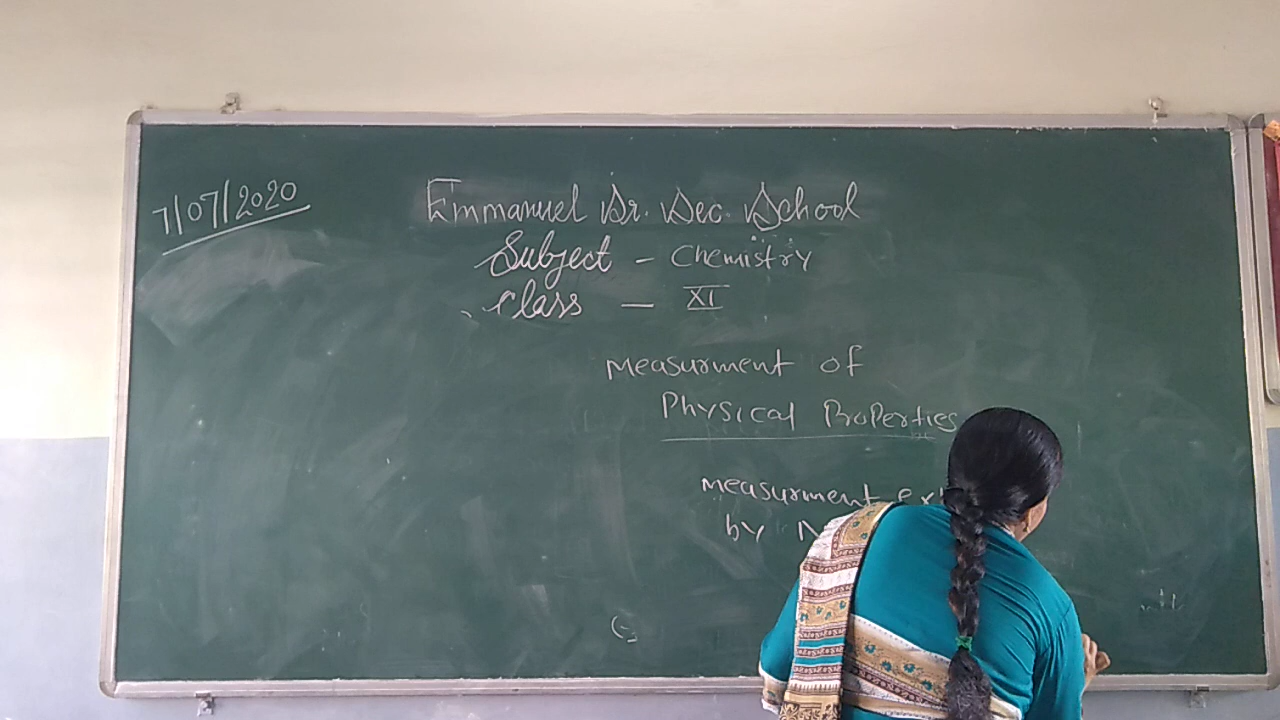 7/07/2020
Emmanuel Sr. Sec. School
Subject - Chemistry
Class - XI
Measurment of
Physical Properties
measurment
by